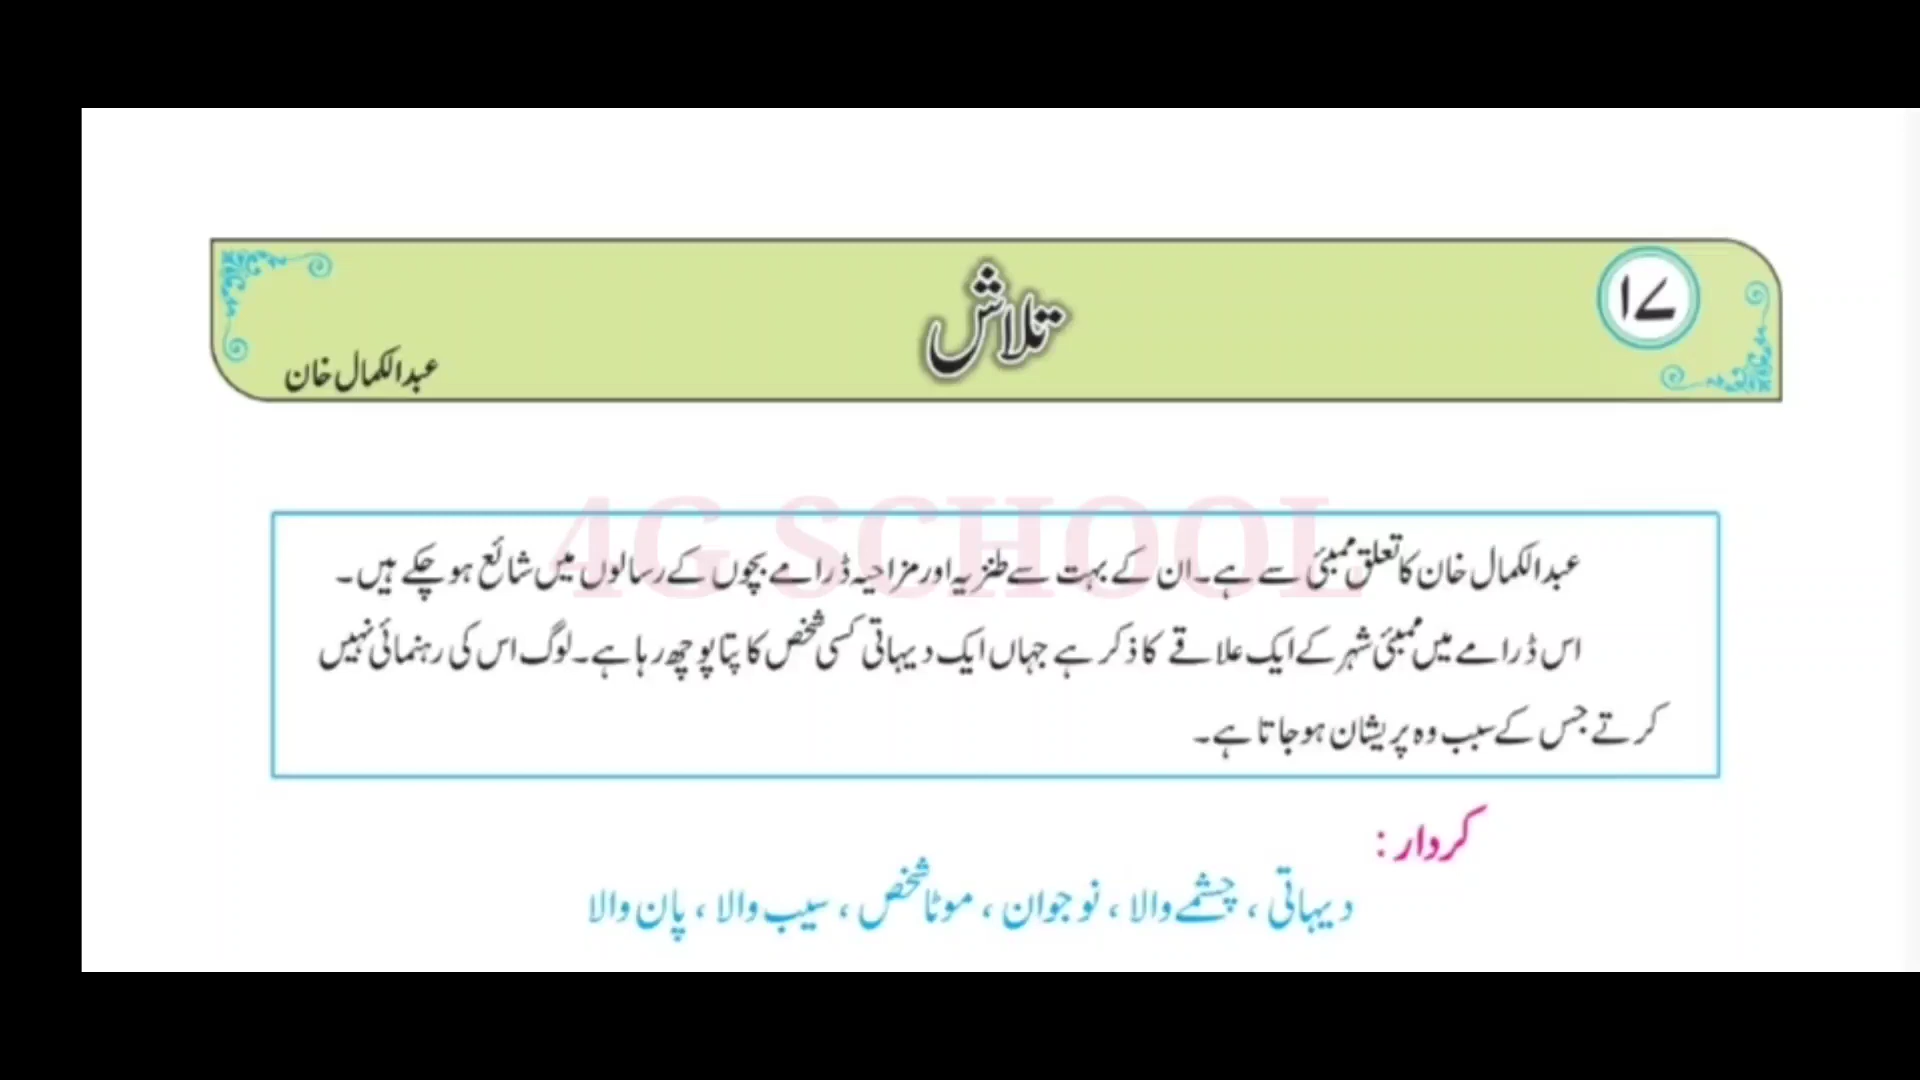 ۱۷
تلاش
عبدالکمال خان
4G SCHOOL
عبدالکمال خان کا تعلق ممبئی سے ہے۔ ان کے بہت سے طنزیہ اور مزاحیہ ڈرامے بچوں کے رسالوں میں شائع ہو چکے ہیں۔
اس ڈرامے میں ممبئی شہر کے ایک علاقے کا ذکر ہے جہاں ایک دیہاتی کسی شخص کا پتا پوچھ رہا ہے۔ لوگ اس کی رہنمائی نہیں
کرتے جس کے سبب وہ پریشان ہو جاتا ہے۔
کردار :
دیہاتی ، چشمے والا ، نوجوان ، موٹا شخص ، سیب والا ، پان والا